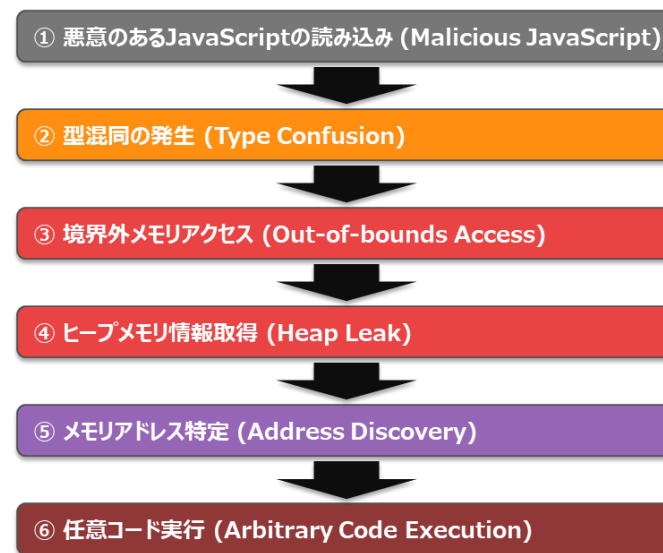 ① 悪意のあるJavaScriptの読み込み (Malicious JavaScript)
② 型混同の発生 (Type Confusion)
③ 境界外メモリアクセス (Out-of-bounds Access)
④ ヒープメモリ情報取得 (Heap Leak)
⑤ メモリアドレス特定 (Address Discovery)
⑥ 任意コード実行 (Arbitrary Code Execution)